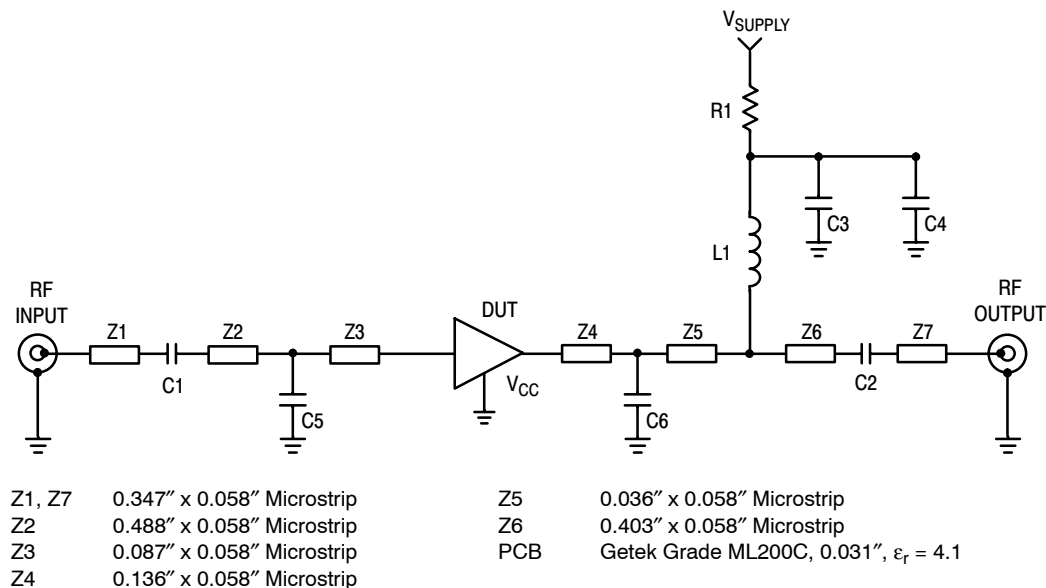 V_SUPPLY
R1
C3
C4
L1
RF
INPUT
Z1
C1
Z2
C5
Z3
DUT
V_CC
Z4
C6
Z5
Z6
C2
Z7
RF
OUTPUT
Z1, Z7 0.347″ x 0.058″ Microstrip
Z2 0.488″ x 0.058″ Microstrip
Z3 0.087″ x 0.058″ Microstrip
Z4 0.136″ x 0.058″ Microstrip
Z5 0.036″ x 0.058″ Microstrip
Z6 0.403″ x 0.058″ Microstrip
PCB Getek Grade ML200C, 0.031″, ε_r = 4.1